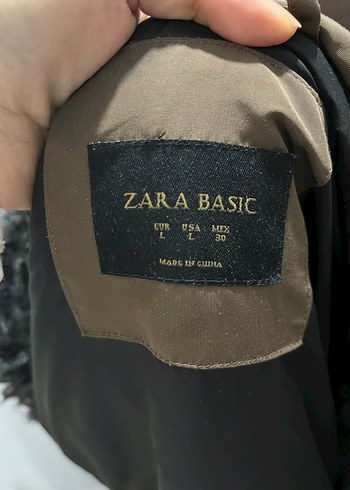 ZARA BASIC
EUR USA MEX
L L 30
MADE IN CHINA